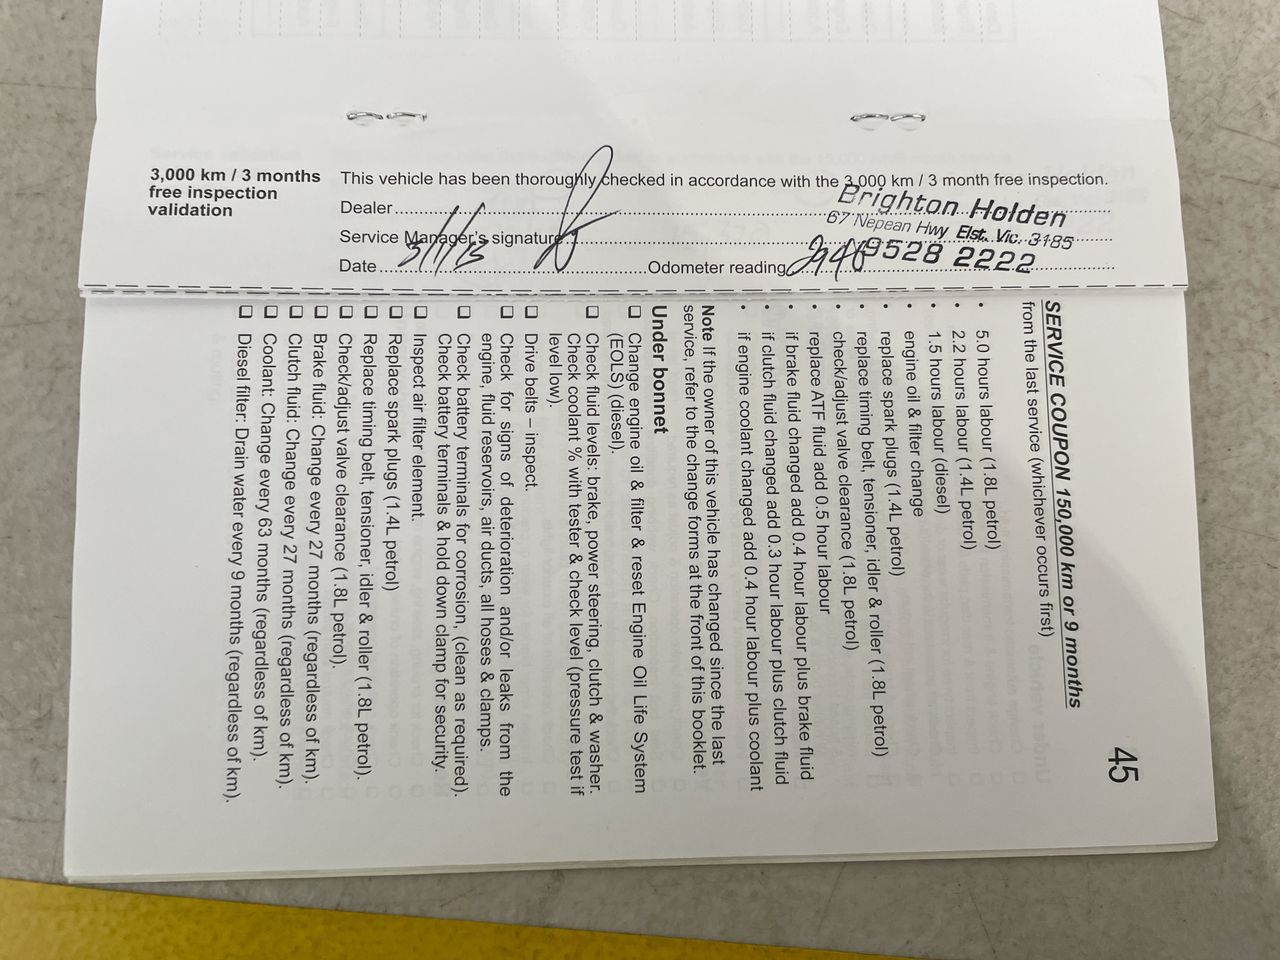 3,000 km / 3 months
free inspection
validation
This vehicle has been thoroughly checked in accordance with the 3,000 km / 3 month free inspection.
Dealer
Brighton Holden
67 Nepean Hwy Elst. Vic. 3185
Service Manager's signature
9528 2222
Date
Odometer reading
45
SERVICE COUPON 150,000 km or 9 months
from the last service (whichever occurs first)
• 5.0 hours labour (1.8L petrol)
• 2.2 hours labour (1.4L petrol)
• 1.5 hours labour (diesel)
• engine oil & filter change
• replace spark plugs (1.4L petrol)
• replace timing belt, tensioner, idler & roller (1.8L petrol)
• check/adjust valve clearance (1.8L petrol)
• replace ATF fluid add 0.5 hour labour
• if brake fluid changed add 0.4 hour labour plus brake fluid
• if clutch fluid changed add 0.3 hour labour plus clutch fluid
• if engine coolant changed add 0.4 hour labour plus coolant
Note If the owner of this vehicle has changed since the last
service, refer to the change forms at the front of this booklet.
Under bonnet
❑ Change engine oil & filter & reset Engine Oil Life System
(EOLS) (diesel).
❑ Check fluid levels: brake, power steering, clutch & washer.
Check coolant % with tester & check level (pressure test if
level low).
❑ Drive belts – inspect.
❑ Check for signs of deterioration and/or leaks from the
engine, fluid reservoirs, air ducts, all hoses & clamps.
❑ Check battery terminals for corrosion, (clean as required).
Check battery terminals & hold down clamp for security.
❑ Inspect air filter element.
❑ Replace spark plugs (1.4L petrol)
❑ Replace timing belt, tensioner, idler & roller (1.8L petrol).
❑ Check/adjust valve clearance (1.8L petrol).
❑ Brake fluid: Change every 27 months (regardless of km).
❑ Clutch fluid: Change every 27 months (regardless of km).
❑ Coolant: Change every 63 months (regardless of km).
❑ Diesel filter: Drain water every 9 months (regardless of km).